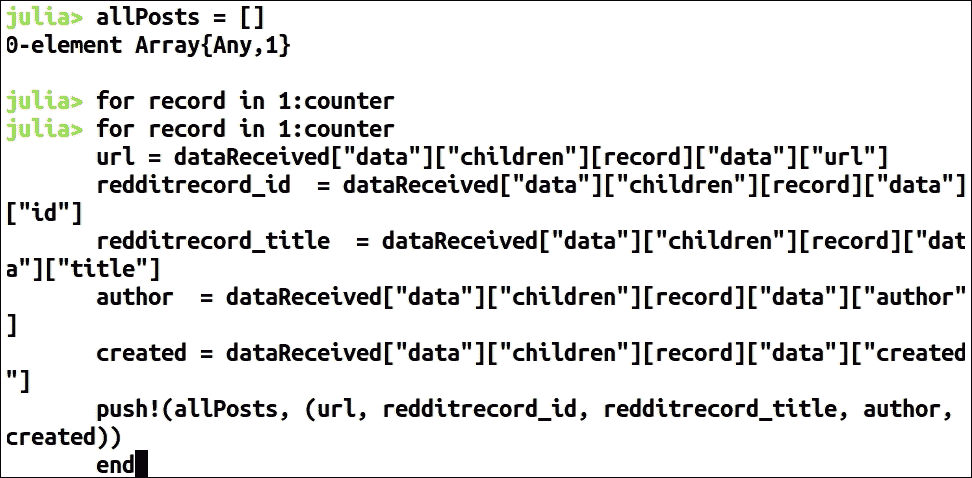 julia> allPosts = []
0-element Array{Any,1}
julia> for record in 1:counter
julia> for record in 1:counter
url = dataReceived["data"]["children"][record]["data"]["url"]
redditrecord_id  = dataReceived["data"]["children"][record]["data"]
["id"]
redditrecord_title  = dataReceived["data"]["children"][record]["dat
a"]["title"]
author  = dataReceived["data"]["children"][record]["data"]["author"
]
created = dataReceived["data"]["children"][record]["data"]["created
"]
push!(allPosts, (url, redditrecord_id, redditrecord_title, author,
created))
end